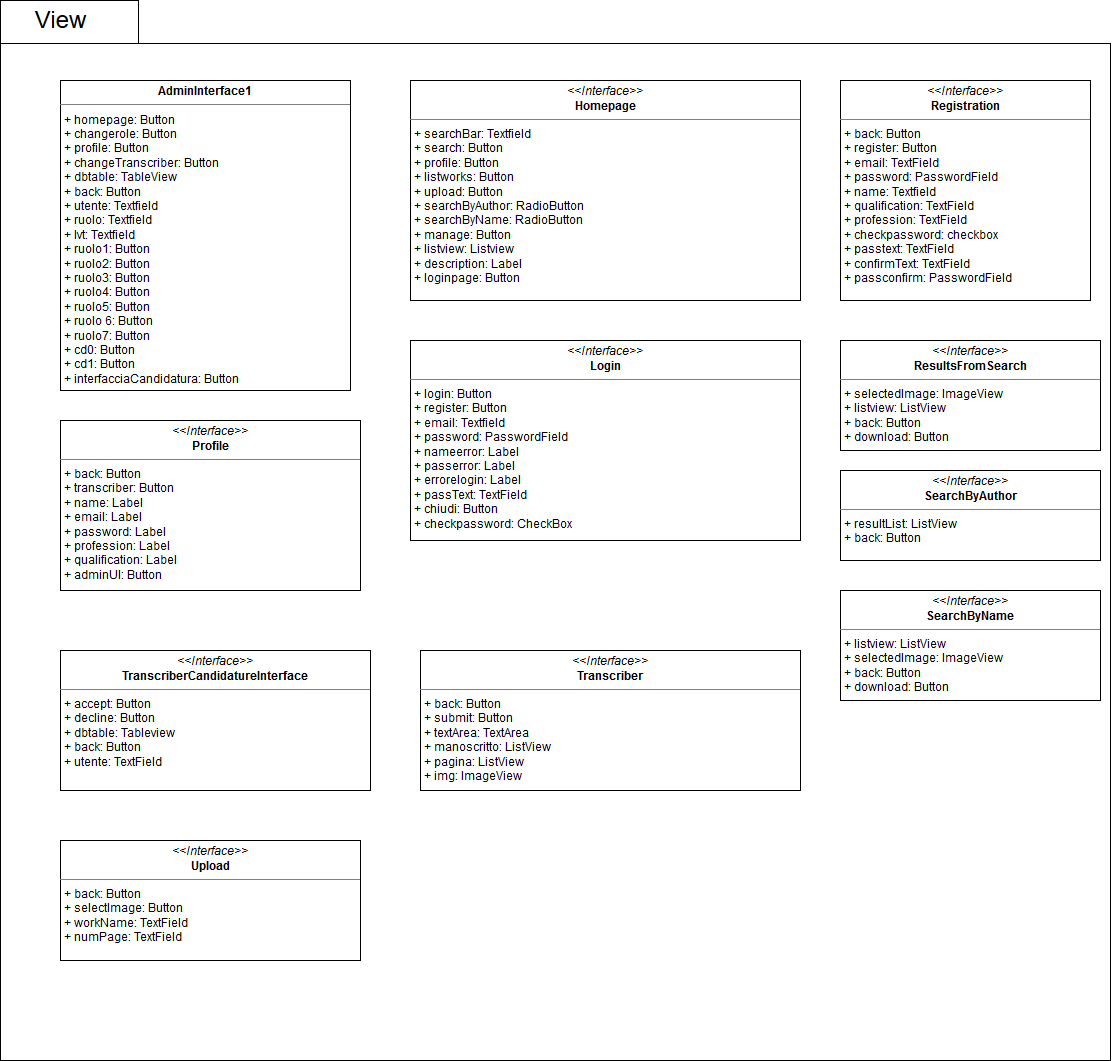 View
AdminInterface1
+ homepage: Button
+ changerole: Button
+ profile: Button
+ changeTranscriber: Button
+ dbtable: TableView
+ back: Button
+ utente: Textfield
+ ruolo: Textfield
+ lvt: Textfield
+ ruolo1: Button
+ ruolo2: Button
+ ruolo3: Button
+ ruolo4: Button
+ ruolo5: Button
+ ruolo 6: Button
+ ruolo7: Button
+ cd0: Button
+ cd1: Button
+ interfacciaCandidatura: Button
<<Interface>>
Homepage
+ searchBar: Textfield
+ search: Button
+ profile: Button
+ listworks: Button
+ upload: Button
+ searchByAuthor: RadioButton
+ searchByName: RadioButton
+ manage: Button
+ listview: Listview
+ description: Label
+ loginpage: Button
<<Interface>>
Registration
+ back: Button
+ register: Button
+ email: TextField
+ password: PasswordField
+ name: Textfield
+ qualification: TextField
+ profession: TextField
+ checkpassword: checkbox
+ passtext: TextField
+ confirmText: TextField
+ passconfirm: PasswordField
<<Interface>>
Login
+ login: Button
+ register: Button
+ email: Textfield
+ password: PasswordField
+ nameerror: Label
+ passerror: Label
+ errorelogin: Label
+ passText: TextField
+ chiudi: Button
+ checkpassword: CheckBox
<<Interface>>
ResultsFromSearch
+ selectedImage: ImageView
+ listview: ListView
+ back: Button
+ download: Button
<<Interface>>
Profile
+ back: Button
+ transcriber: Button
+ name: Label
+ email: Label
+ password: Label
+ profession: Label
+ qualification: Label
+ adminUI: Button
<<Interface>>
SearchByAuthor
+ resultList: ListView
+ back: Button
<<Interface>>
SearchByName
+ listview: ListView
+ selectedImage: ImageView
+ back: Button
+ download: Button
<<Interface>>
TranscriberCandidatureInterface
+ accept: Button
+ decline: Button
+ dbtable: Tableview
+ back: Button
+ utente: TextField
<<Interface>>
Transcriber
+ back: Button
+ submit: Button
+ textArea: TextArea
+ manoscritto: ListView
+ pagina: ListView
+ img: ImageView
<<Interface>>
Upload
+ back: Button
+ selectImage: Button
+ workName: TextField
+ numPage: TextField